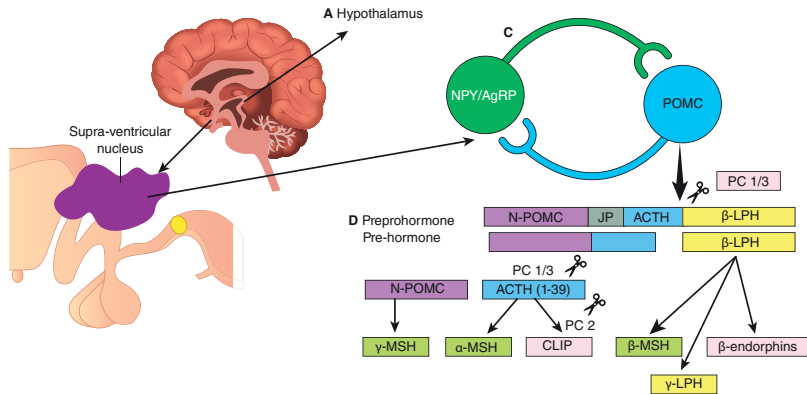 A Hypothalamus
C
NPY/AgRP
POMC
Supra-ventricular
nucleus
PC 1/3
D Preprohormone
Pre-hormone
N-POMC JP ACTH β-LPH
β-LPH
PC 1/3
N-POMC
ACTH (1-39)
PC 2
γ-MSH
α-MSH
CLIP
β-MSH
β-endorphins
γ-LPH